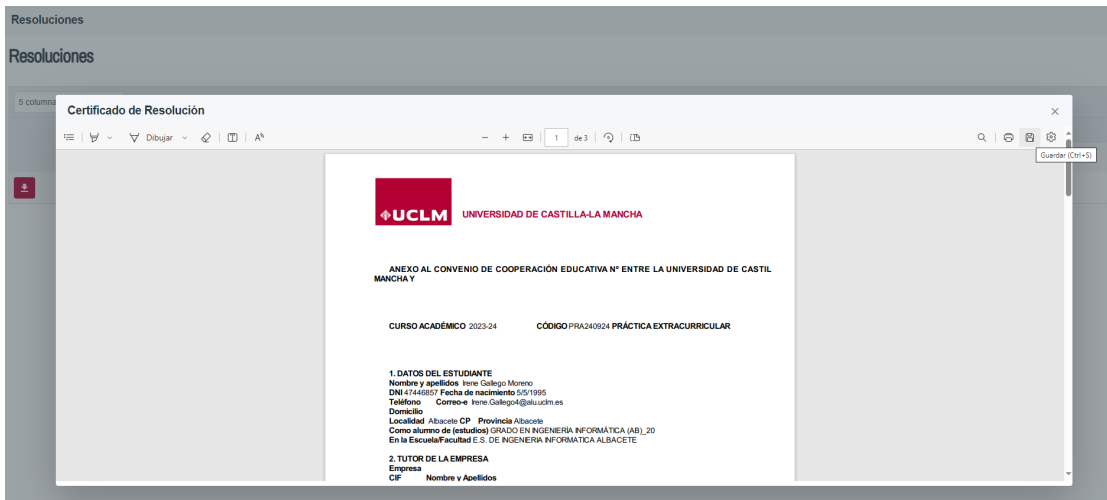 Resoluciones
Resoluciones
5 columna
Certificado de Resolución
Dibujar
1 de 3
Guardar (Ctrl+S)
UCLM UNIVERSIDAD DE CASTILLA-LA MANCHA
ANEXO AL CONVENIO DE COOPERACIÓN EDUCATIVA Nº ENTRE LA UNIVERSIDAD DE CASTIL
MANCHA Y
CURSO ACADÉMICO 2023-24 CÓDIGO PRA240924 PRÁCTICA EXTRACURRICULAR
1. DATOS DEL ESTUDIANTE
Nombre y apellidos Irene Gallego Moreno
DNI 47446857 Fecha de nacimiento 5/5/1995
Teléfono Correo-e Irene.Gallego4@alu.uclm.es
Domicilio
Localidad Albacete CP Provincia Albacete
Como alumno de (estudios) GRADO EN INGENIERÍA INFORMÁTICA (AB)_20
En la Escuela/Facultad E.S. DE INGENIERIA INFORMATICA ALBACETE
2. TUTOR DE LA EMPRESA
Empresa
CIF Nombre y Apellidos